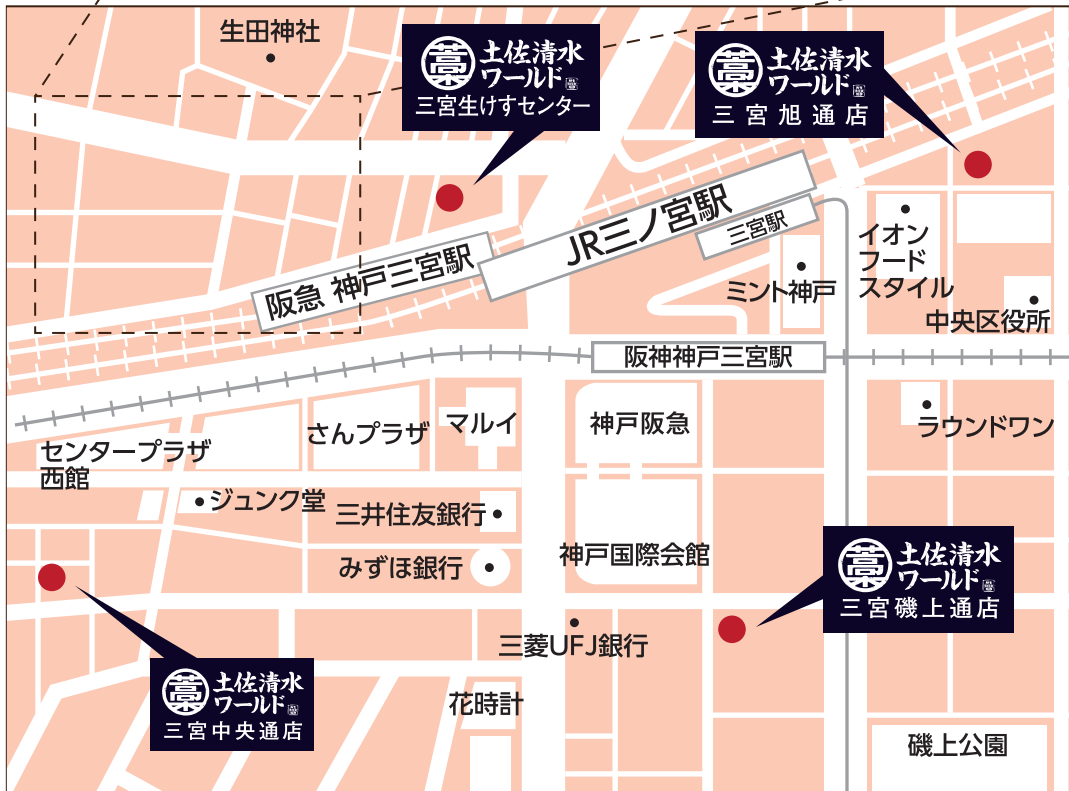 生田神社
藁
土佐清水
ワールド
三宮生けすセンター
藁
土佐清水
ワールド
三宮旭通店
JR三ノ宮駅
三宮駅
阪急 神戸三宮駅
イオン
フード
スタイル
ミント神戸
中央区役所
阪神神戸三宮駅
センタープラザ
西館
さんプラザ
マルイ
神戸阪急
ラウンドワン
ジュンク堂
三井住友銀行
みずほ銀行
神戸国際会館
藁
土佐清水
ワールド
三宮磯上通店
三菱UFJ銀行
藁
土佐清水
ワールド
三宮中央通店
花時計
磯上公園